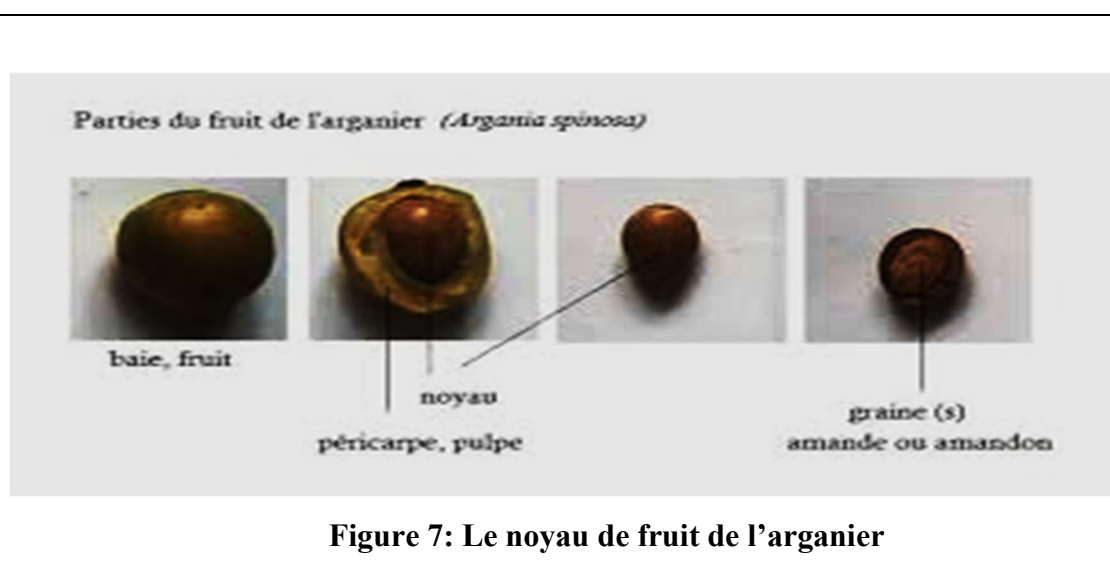 Parties du fruit de l'arganier (Argania spinosa)
baie, fruit
noyau
péricarpe, pulpe
graine (s)
amande ou amandon
Figure 7: Le noyau de fruit de l’arganier